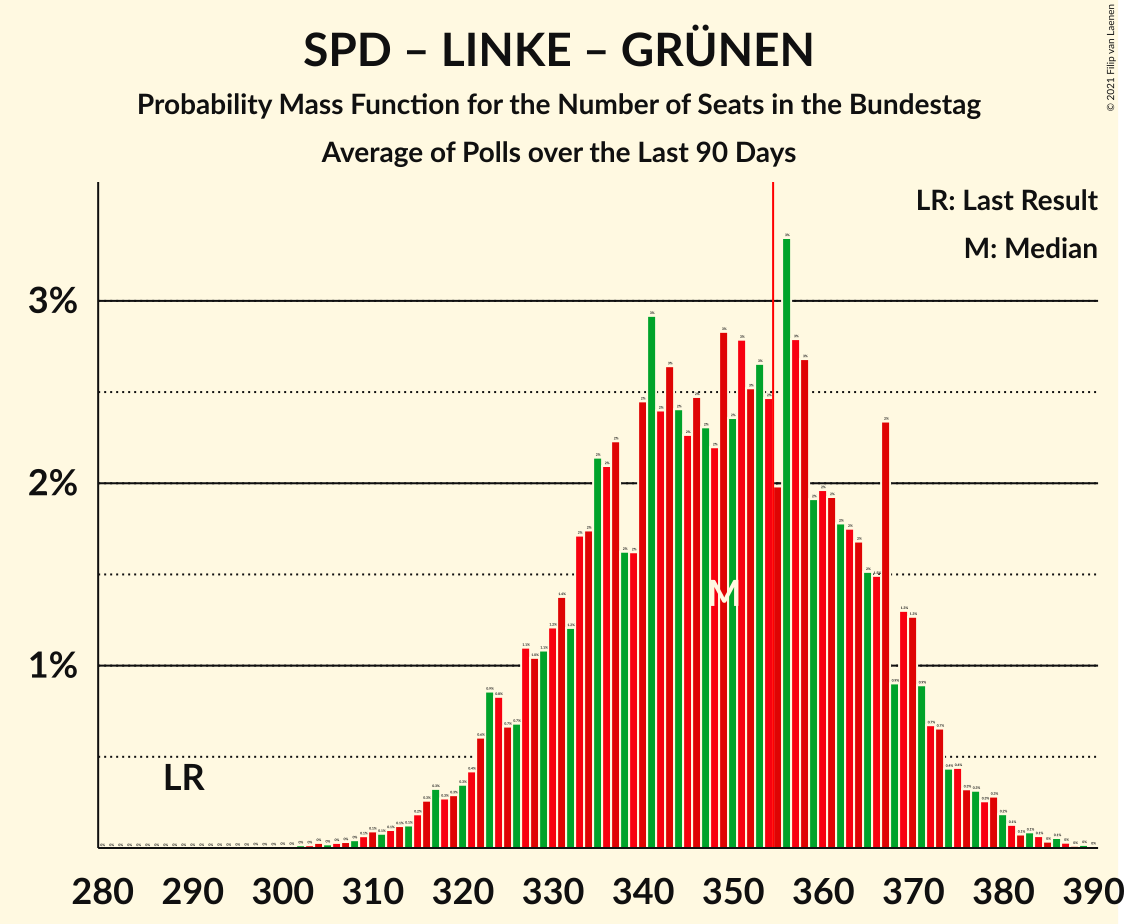 SPD – LINKE – GRÜNEN
Probability Mass Function for the Number of Seats in the Bundestag
Average of Polls over the Last 90 Days
© 2021 Filip van Laenen
LR: Last Result
M: Median
3%
2%
1%
M
LR
280 290 300 310 320 330 340 350 360 370 380 390